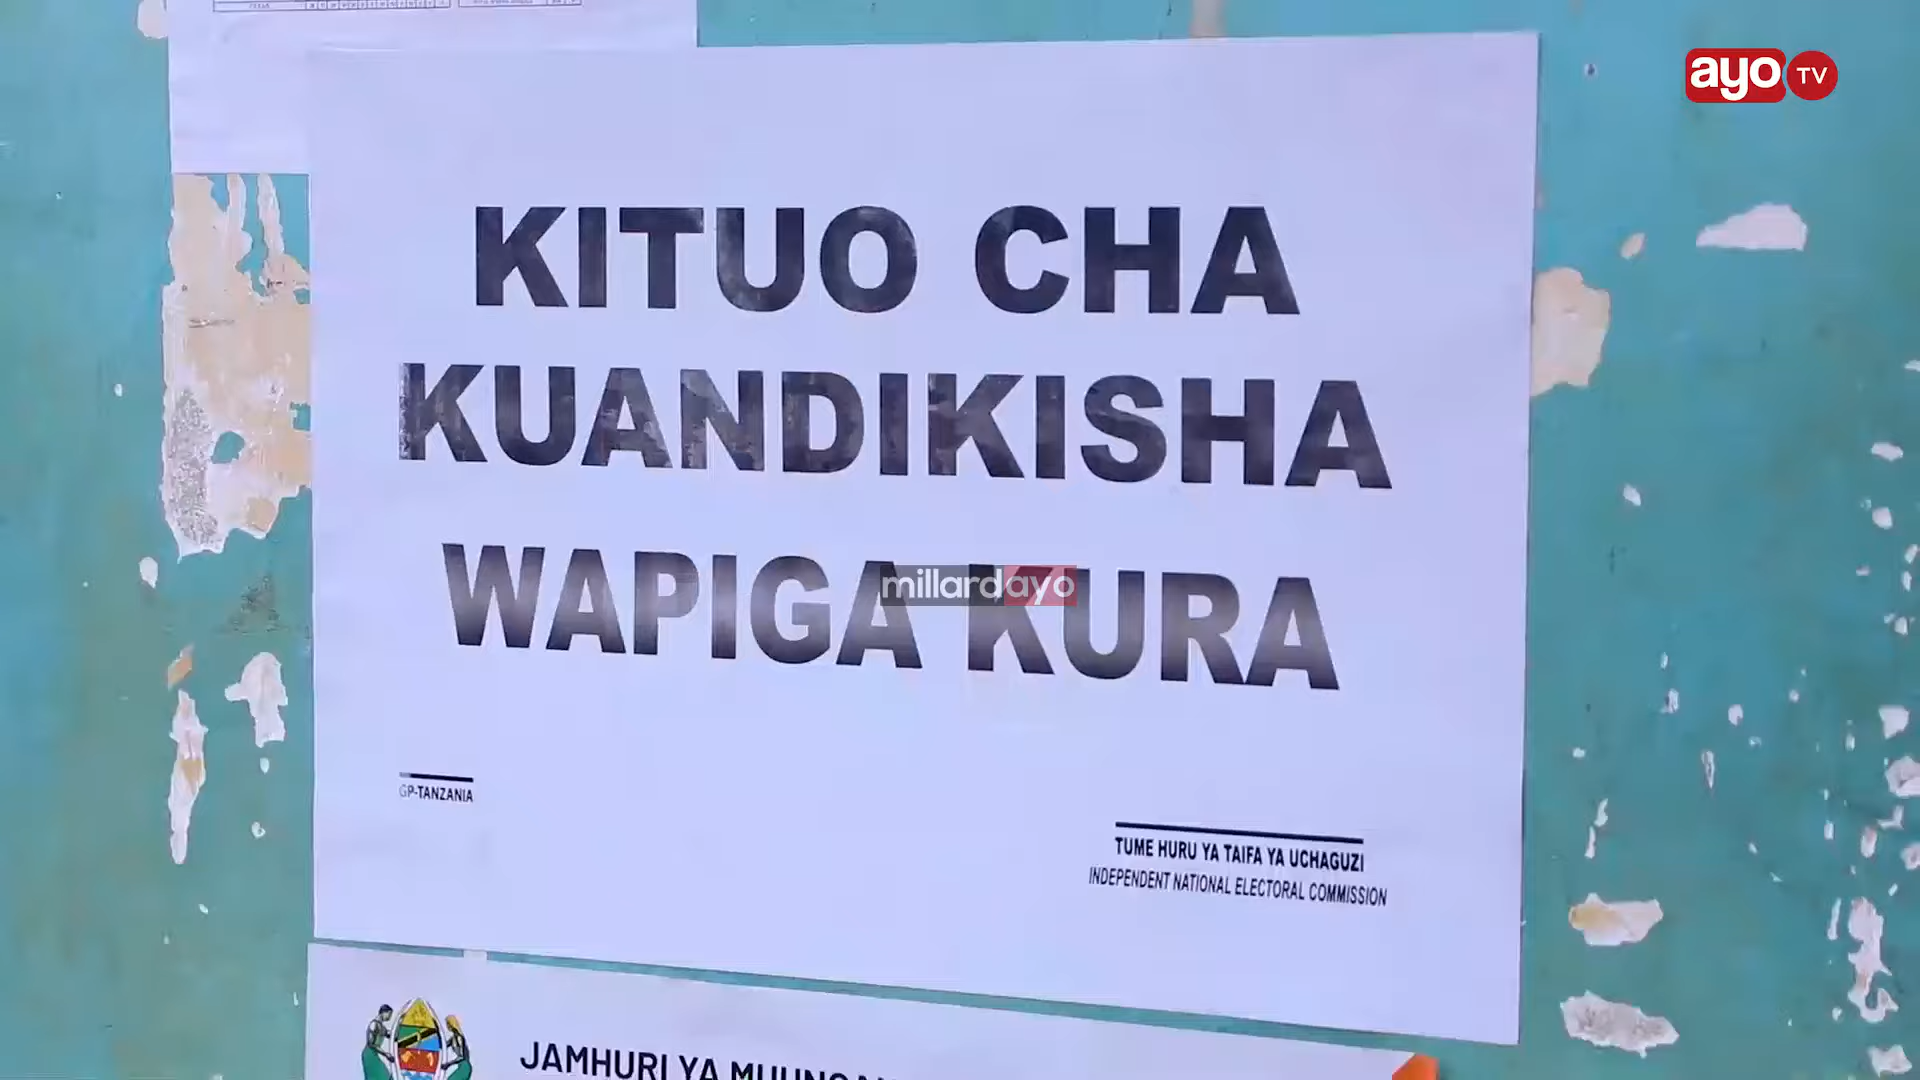 ayo TV
KITUO CHA
KUANDIKISHA
WAPIGA KURA
millardayo
GP-TANZANIA
TUME HURU YA TAIFA YA UCHAGUZI
INDEPENDENT NATIONAL ELECTORAL COMMISSION
JAMHURI YA